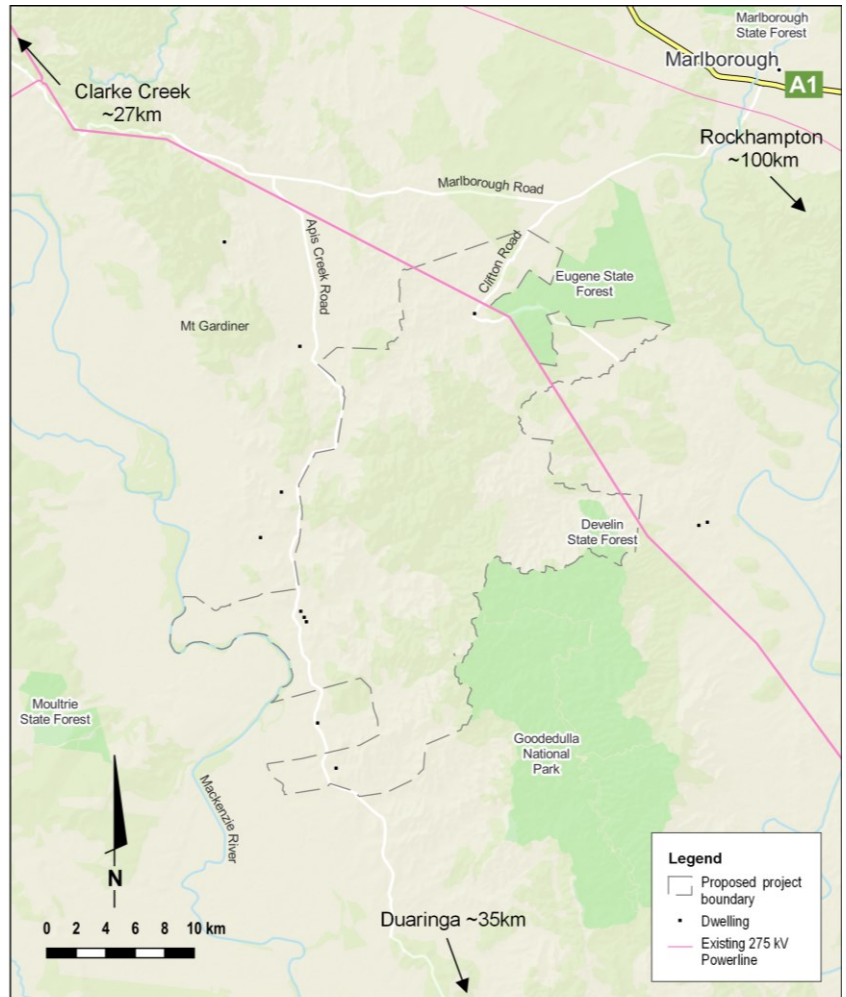 Marlborough
State Forest
Marlborough
A1
Clarke Creek
~27km
Rockhampton
~100km
Marlborough Road
Apis Creek Road
Clifton Road
Eugene State
Forest
Mt Gardiner
Develin
State Forest
Moultrie
State Forest
Goodedulla
National
Park
Mackenzie River
N
0 2 4 6 8 10 km
Duaringa ~35km
Legend
Proposed project
boundary
Dwelling
Existing 275 kV
Powerline